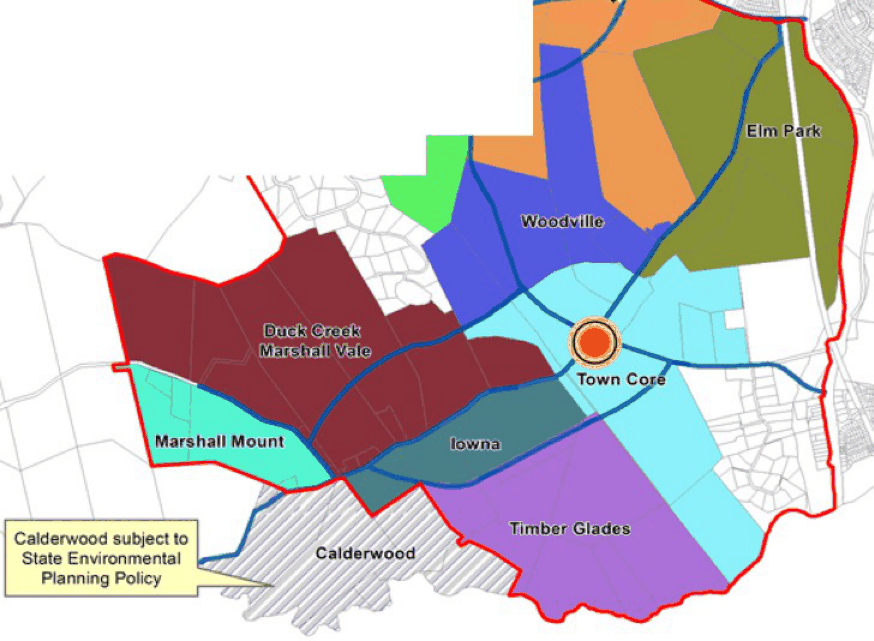 Elm Park
Woodville
Duck Creek
Marshall Vale
Town Core
Marshall Mount
Iowna
Timber Glades
Calderwood subject to
State Environmental
Planning Policy
Calderwood